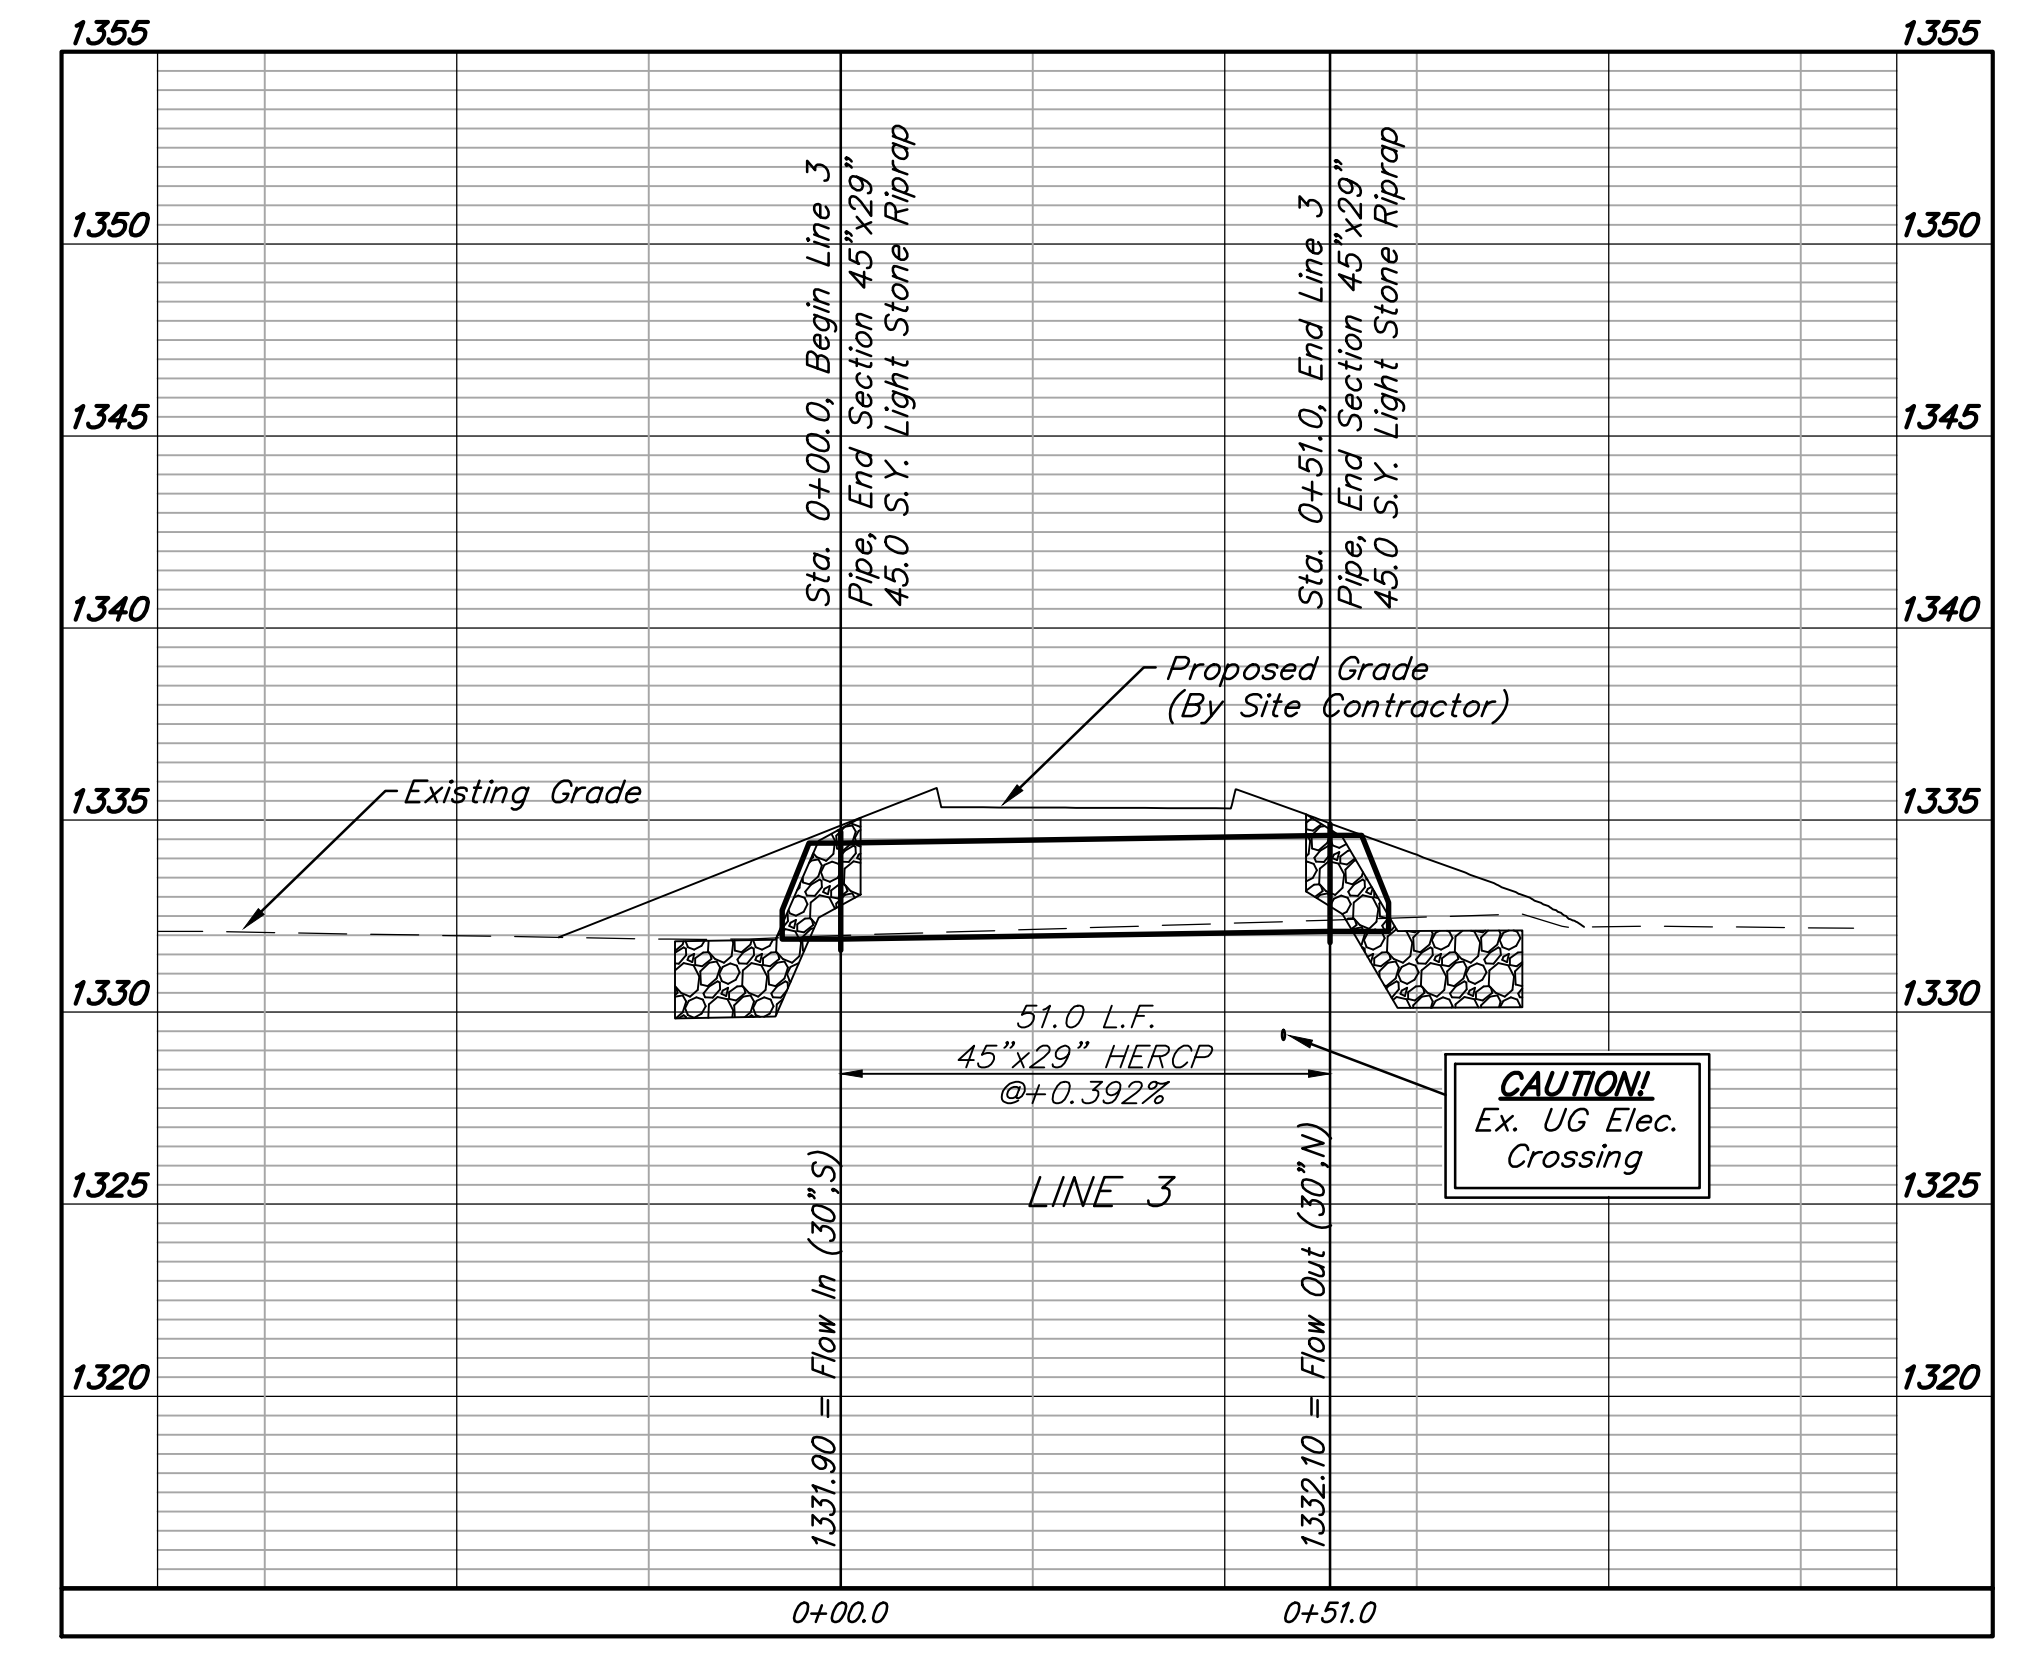 1355
1355
1350
1350
1345
1345
1340
1340
1335
1335
1330
1330
1325
1325
1320
1320
Sta. 0+00.0, Begin Line 3
Pipe, End Section 45"x29"
45.0 S.Y. Light Stone Riprap
Sta. 0+51.0, End Line 3
Pipe, End Section 45"x29"
45.0 S.Y. Light Stone Riprap
Proposed Grade
(By Site Contractor)
Existing Grade
51.0 L.F.
45"x29" HERCP
@+0.392%
CAUTION!
Ex. UG Elec.
Crossing
LINE 3
1331.90 = Flow In (30",S)
1332.10 = Flow Out (30",N)
0+00.0
0+51.0